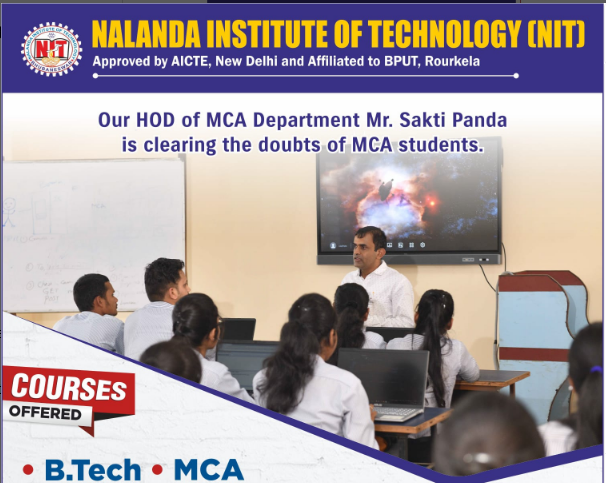 NALANDA INSTITUTE OF TECHNOLOGY (NIT)
Approved by AICTE, New Delhi and Affiliated to BPUT, Rourkela
NIT
Our HOD of MCA Department Mr. Sakti Panda
is clearing the doubts of MCA students.
COURSES
OFFERED
• B.Tech • MCA